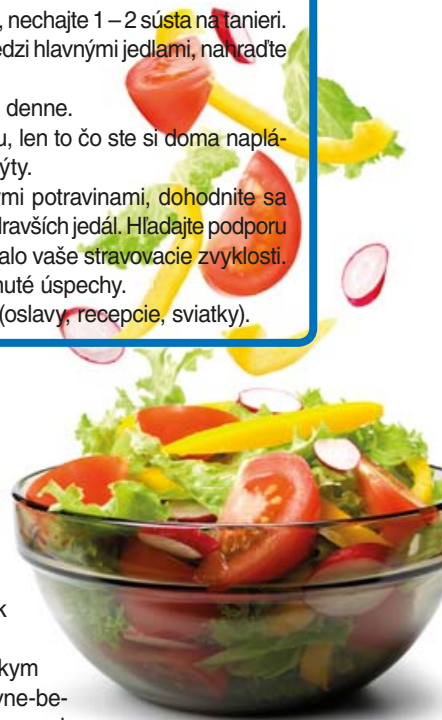 , nechajte 1 – 2 sústa na tanieri.
edzi hlavnými jedlami, nahraďte
denne.
u, len to čo ste si doma naplá-
ýty.
mi potravinami, dohodnite sa
dravších jedál. Hľadajte podporu
alo vaše stravovacie zvyklosti.
nuté úspechy.
(oslavy, recepcie, sviatky).
k
kym
yne-be-